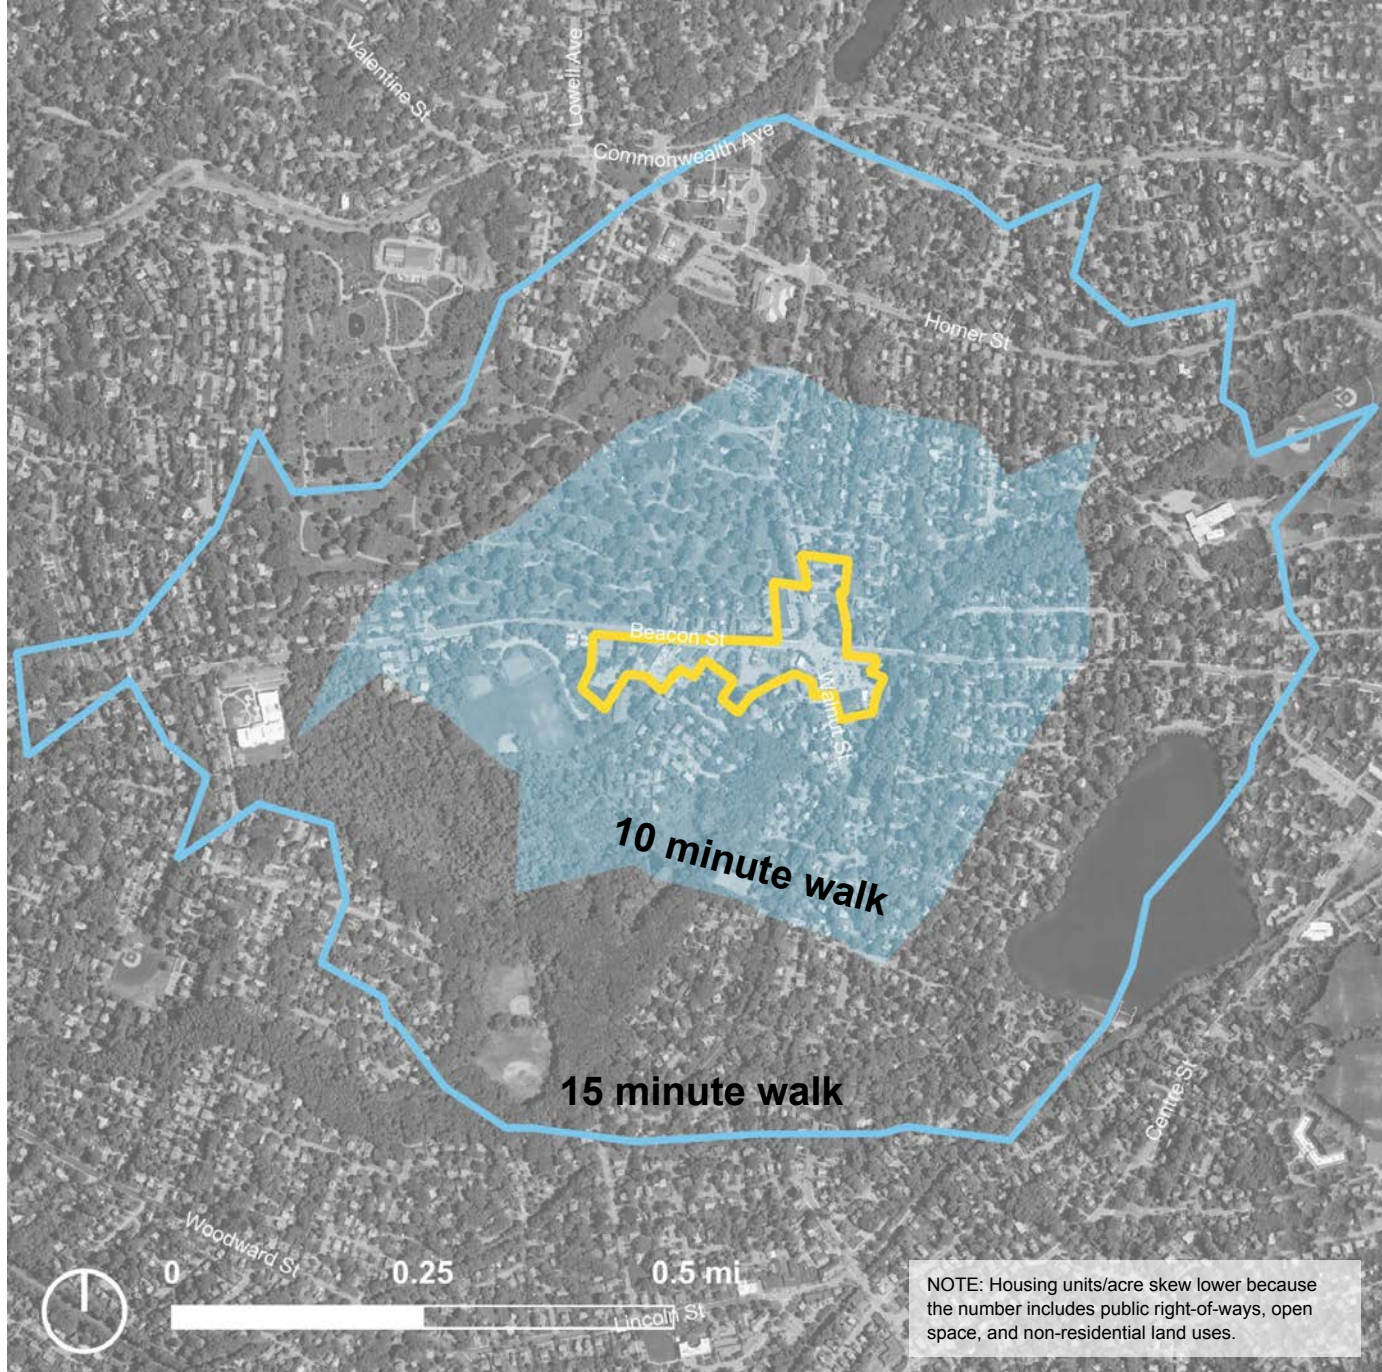 Valentine St
Lowell Ave
Commonwealth Ave
Homer St
Beacon St
Walnut St
10 minute walk
15 minute walk
Centre St
Woodward St
0 0.25 0.5 mi
Lincoln St
NOTE: Housing units/acre skew lower because
the number includes public right-of-ways, open
space, and non-residential land uses.